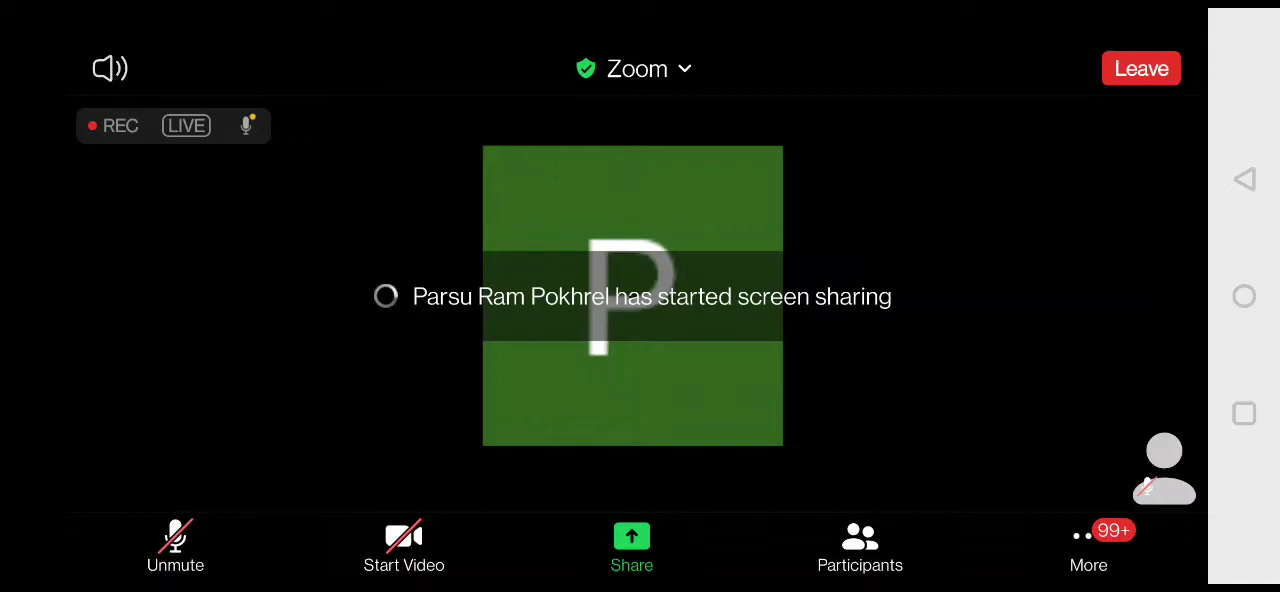 Zoom
Leave
REC LIVE
P
Parsu Ram Pokhrel has started screen sharing
99+
Unmute Start Video Share Participants More